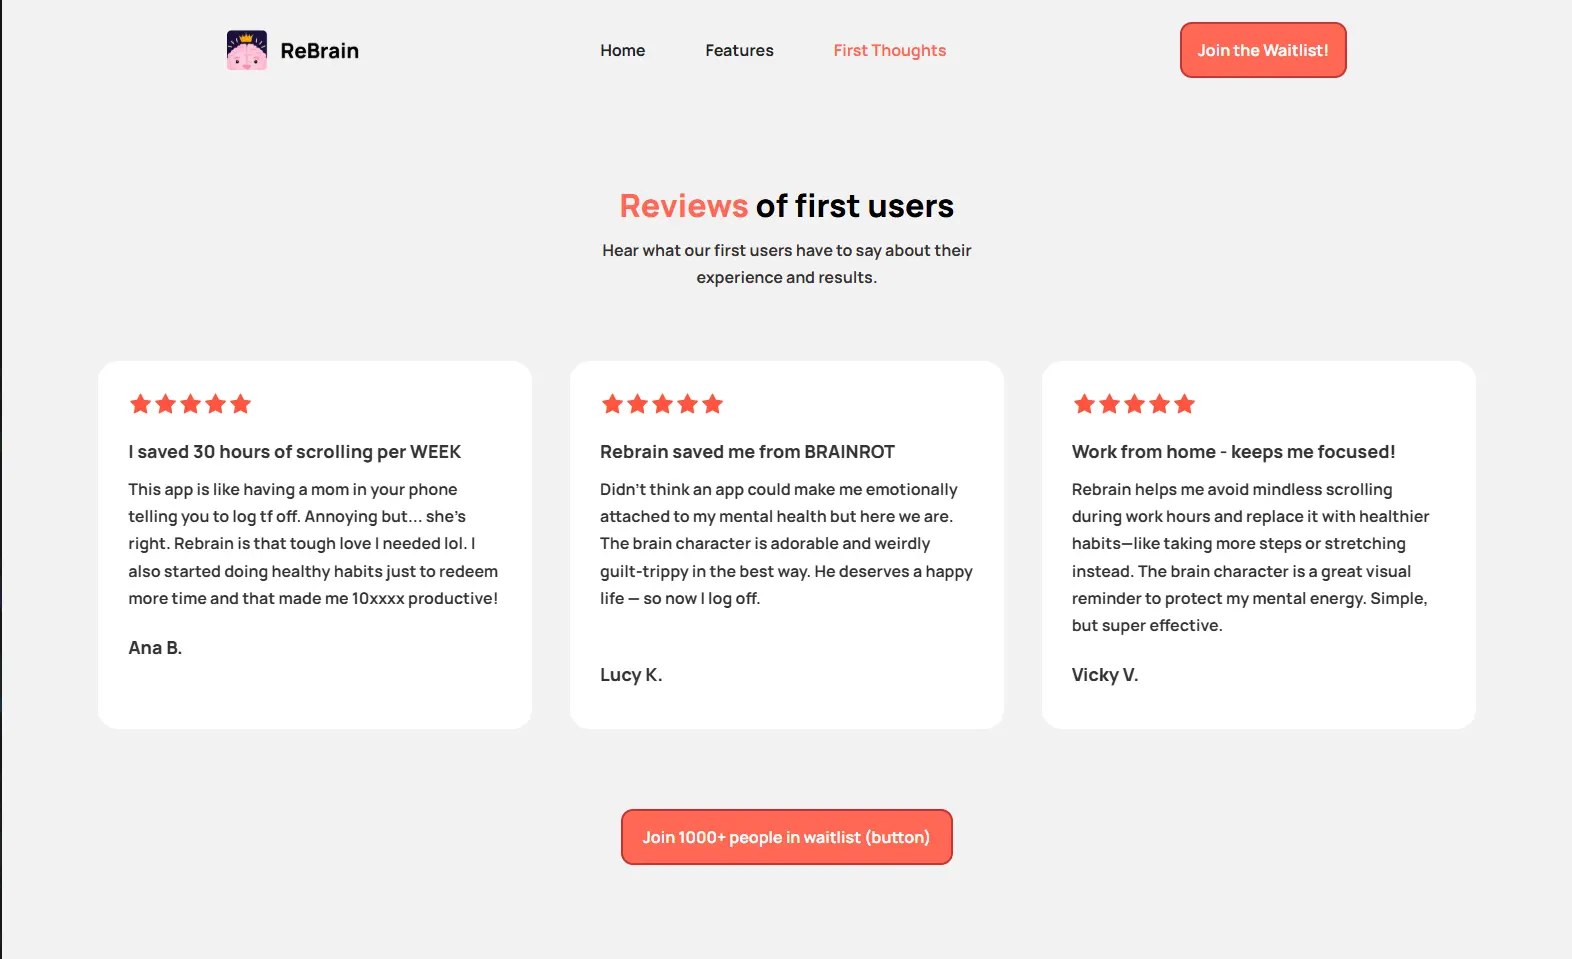 ReBrain
Home
Features
First Thoughts
Join the Waitlist!
Reviews of first users
Hear what our first users have to say about their
experience and results.
I saved 30 hours of scrolling per WEEK
This app is like having a mom in your phone
telling you to log tf off. Annoying but... she's
right. Rebrain is that tough love I needed lol. I
also started doing healthy habits just to redeem
more time and that made me 10xxxx productive!
Ana B.
Rebrain saved me from BRAINROT
Didn't think an app could make me emotionally
attached to my mental health but here we are.
The brain character is adorable and weirdly
guilt-trippy in the best way. He deserves a happy
life — so now I log off.
Lucy K.
Work from home - keeps me focused!
Rebrain helps me avoid mindless scrolling
during work hours and replace it with healthier
habits—like taking more steps or stretching
instead. The brain character is a great visual
reminder to protect my mental energy. Simple,
but super effective.
Vicky V.
Join 1000+ people in waitlist (button)